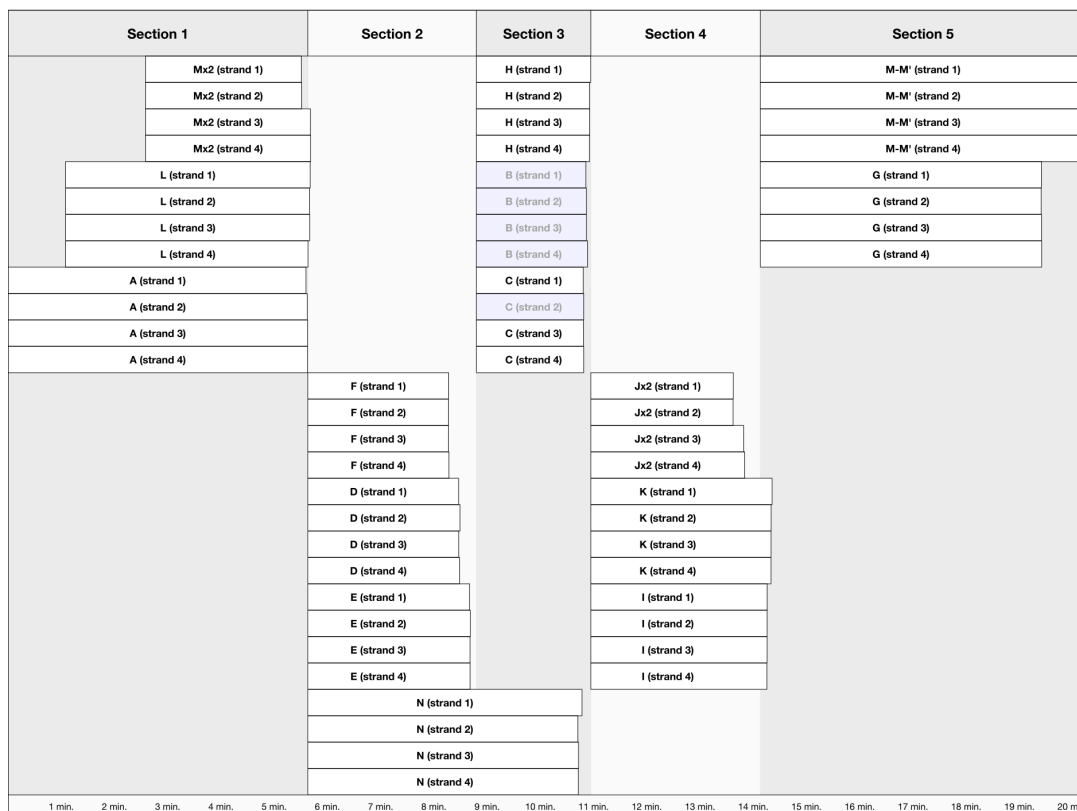 Section 1 Section 2 Section 3 Section 4 Section 5
Mx2 (strand 1) H (strand 1) M-M' (strand 1)
Mx2 (strand 2) H (strand 2) M-M' (strand 2)
Mx2 (strand 3) H (strand 3) M-M' (strand 3)
Mx2 (strand 4) H (strand 4) M-M' (strand 4)
L (strand 1) B (strand 1) G (strand 1)
L (strand 2) B (strand 2) G (strand 2)
L (strand 3) B (strand 3) G (strand 3)
L (strand 4) B (strand 4) G (strand 4)
A (strand 1) C (strand 1)
A (strand 2) C (strand 2)
A (strand 3) C (strand 3)
A (strand 4) C (strand 4)
F (strand 1) Jx2 (strand 1)
F (strand 2) Jx2 (strand 2)
F (strand 3) Jx2 (strand 3)
F (strand 4) Jx2 (strand 4)
D (strand 1) K (strand 1)
D (strand 2) K (strand 2)
D (strand 3) K (strand 3)
D (strand 4) K (strand 4)
E (strand 1) I (strand 1)
E (strand 2) I (strand 2)
E (strand 3) I (strand 3)
E (strand 4) I (strand 4)
N (strand 1)
N (strand 2)
N (strand 3)
N (strand 4)
1 min. 2 min. 3 min. 4 min. 5 min. 6 min. 7 min. 8 min. 9 min. 10 min. 11 min. 12 min. 13 min. 14 min. 15 min. 16 min. 17 min. 18 min. 19 min. 20 m